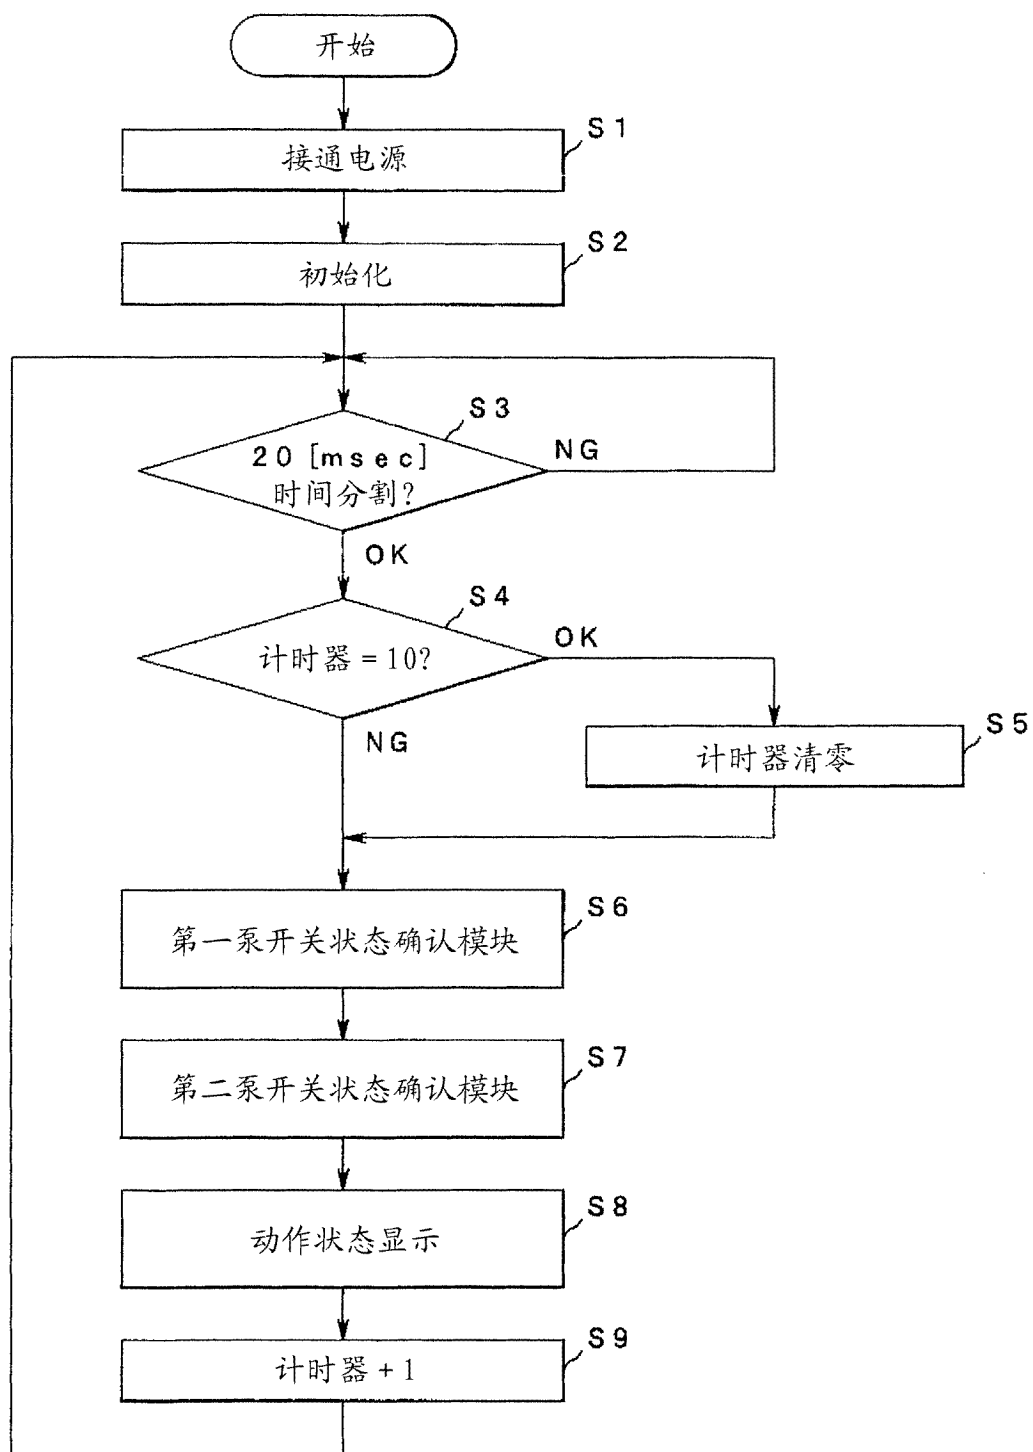 开始
S1
接通电源
S2
初始化
S3
20 [msec]
时间分割?
NG
OK
S4
计时器=10?
OK
NG
S5
计时器清零
S6
第一泵开关状态确认模块
S7
第二泵开关状态确认模块
S8
动作状态显示
S9
计时器+1